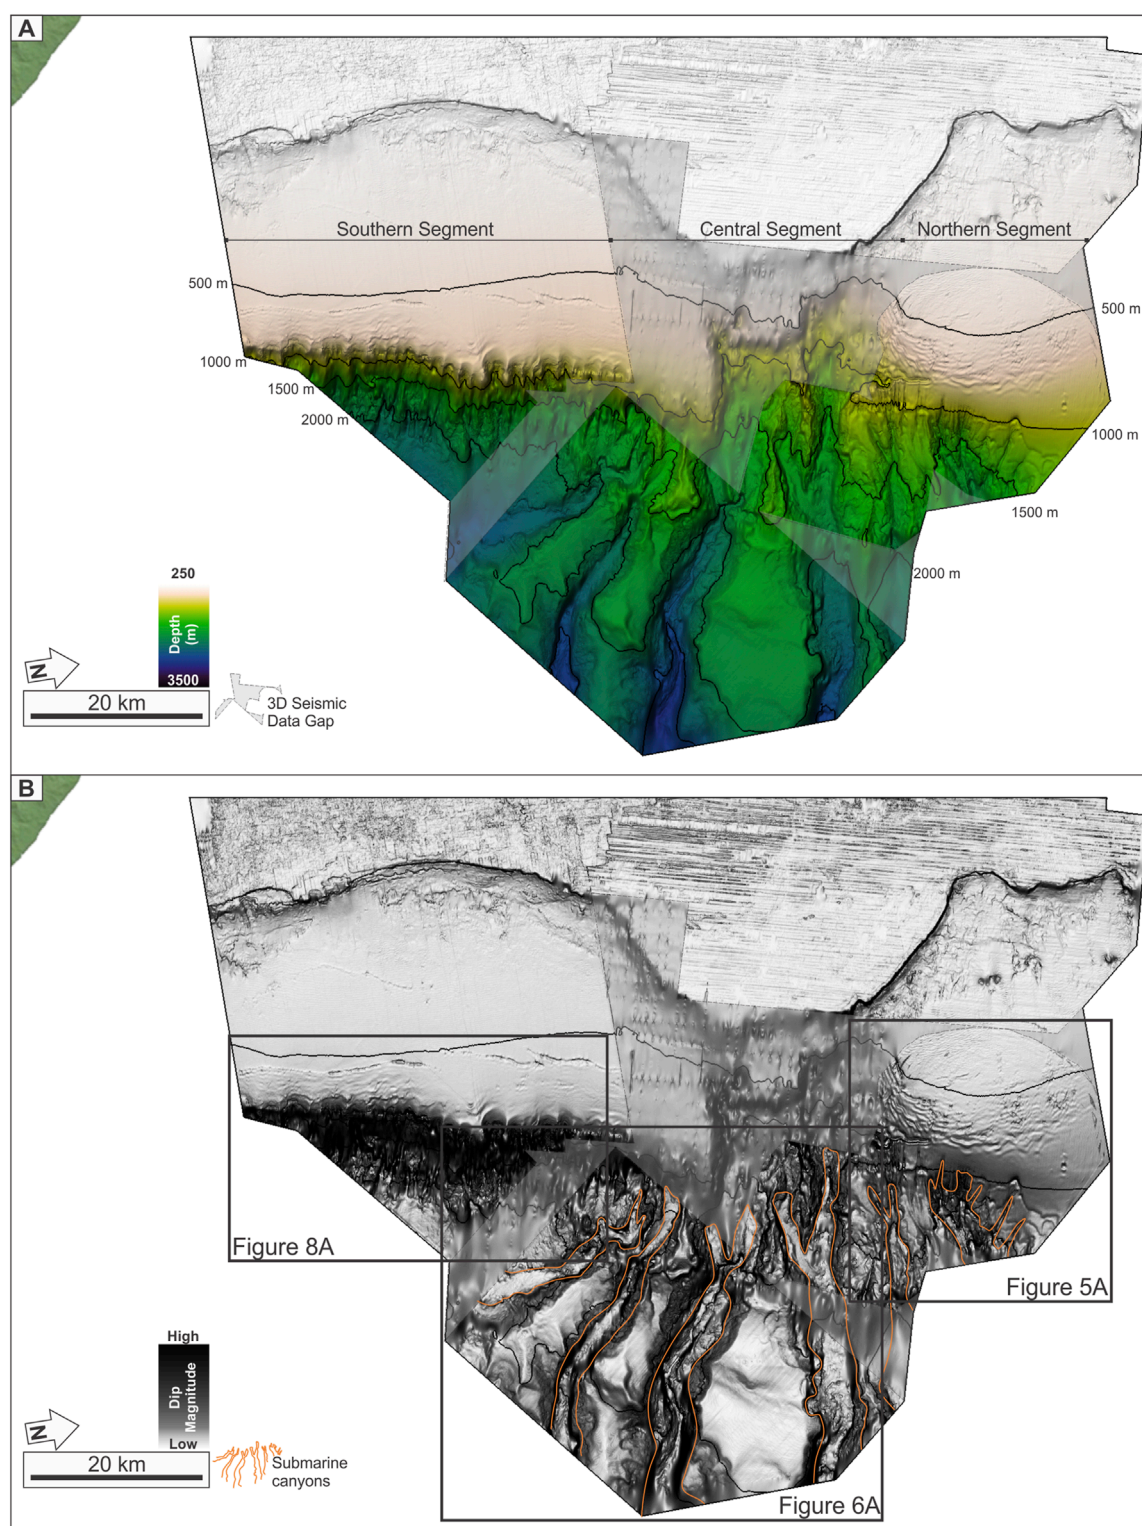 A
Southern Segment
Central Segment
Northern Segment
500 m
500 m
1000 m
1500 m
2000 m
1000 m
1500 m
2000 m
250
Depth
(m)
3500
N
20 km
3D Seismic
Data Gap
B
Figure 8A
Figure 5A
High
Dip
Magnitude
Low
N
20 km
Submarine
canyons
Figure 6A